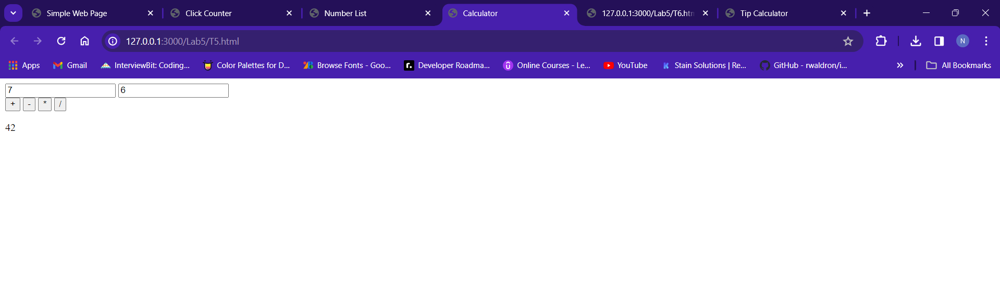 Simple Web Page Click Counter Number List Calculator 127.0.0.1:3000/Lab5/T6.htm Tip Calculator
127.0.0.1:3000/Lab5/T5.html N
Apps Gmail InterviewBit: Coding... Color Palettes for D... Browse Fonts - Goo... r. Developer Roadma... Online Courses - Le... YouTube K Stain Solutions | Re... GitHub - rwaldron/i... » All Bookmarks
7 6
+ - * /
42